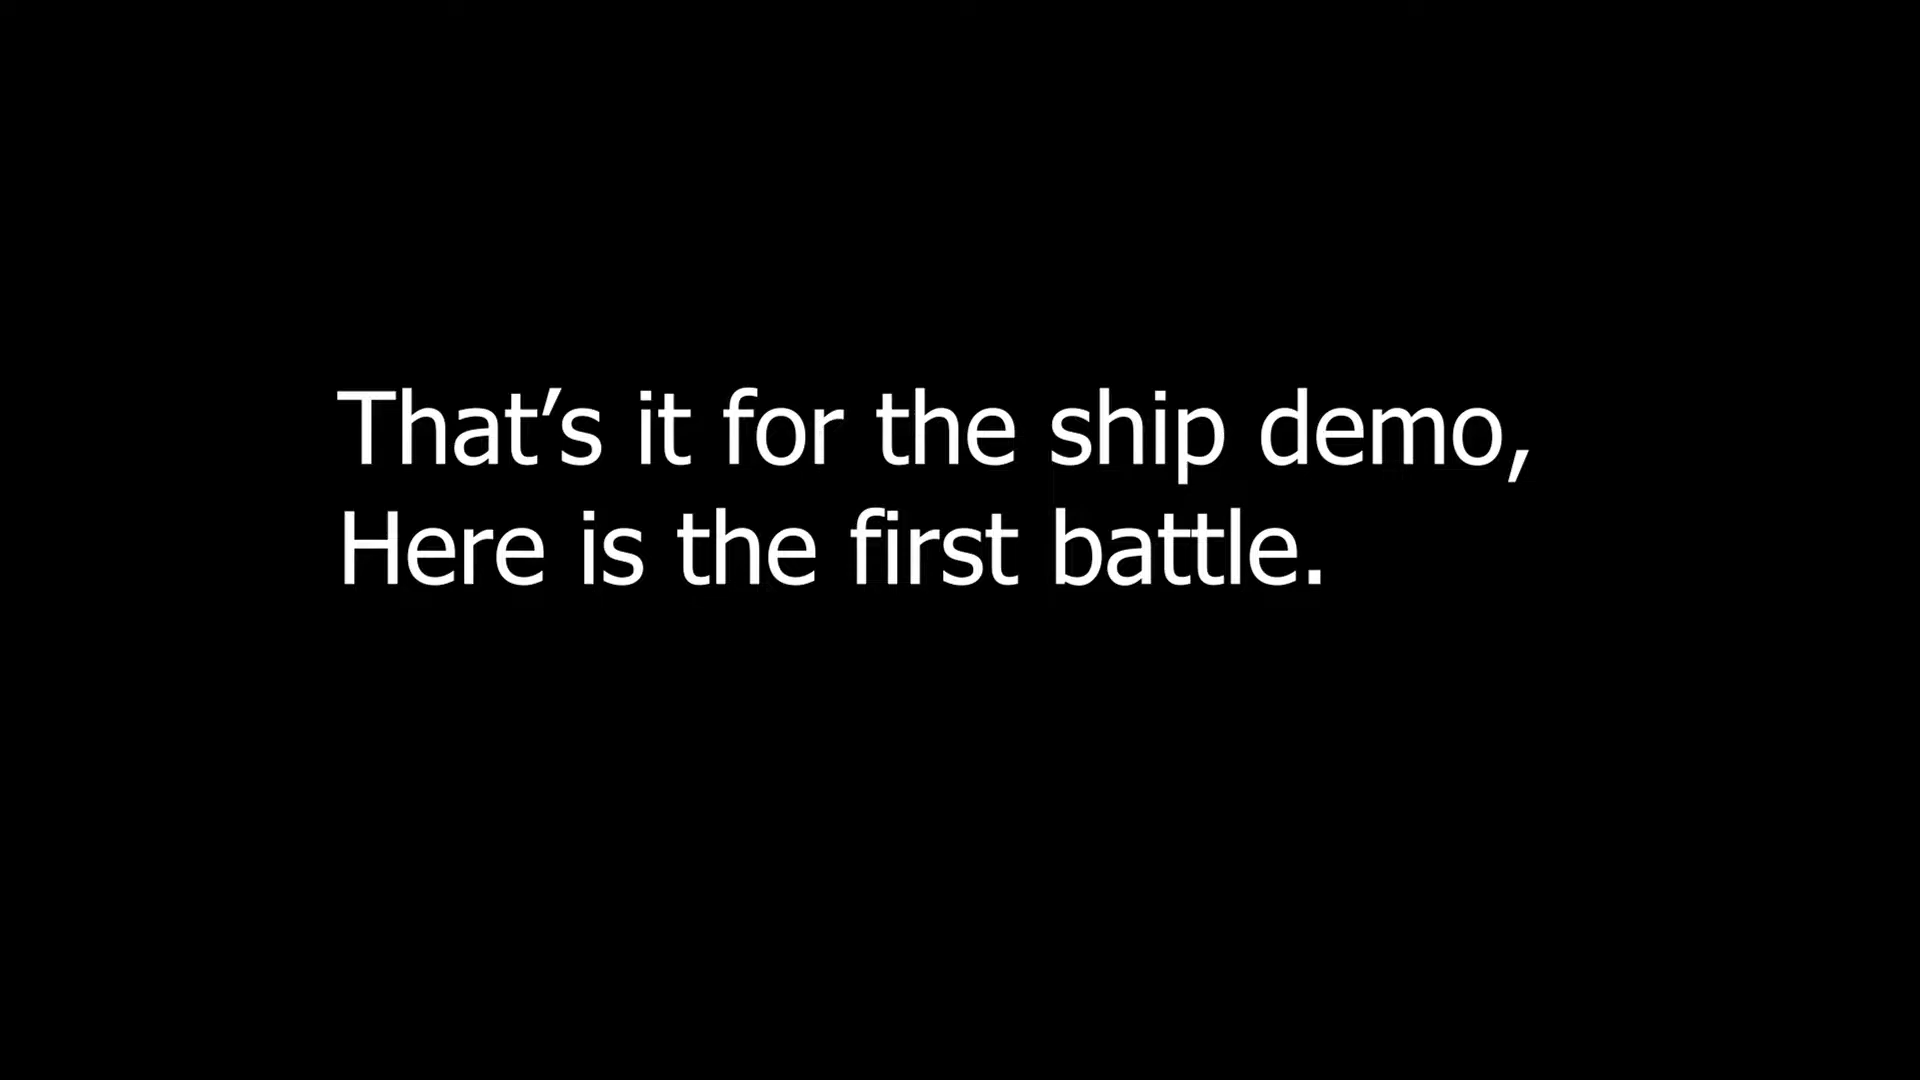 That’s it for the ship demo,
Here is the first battle.